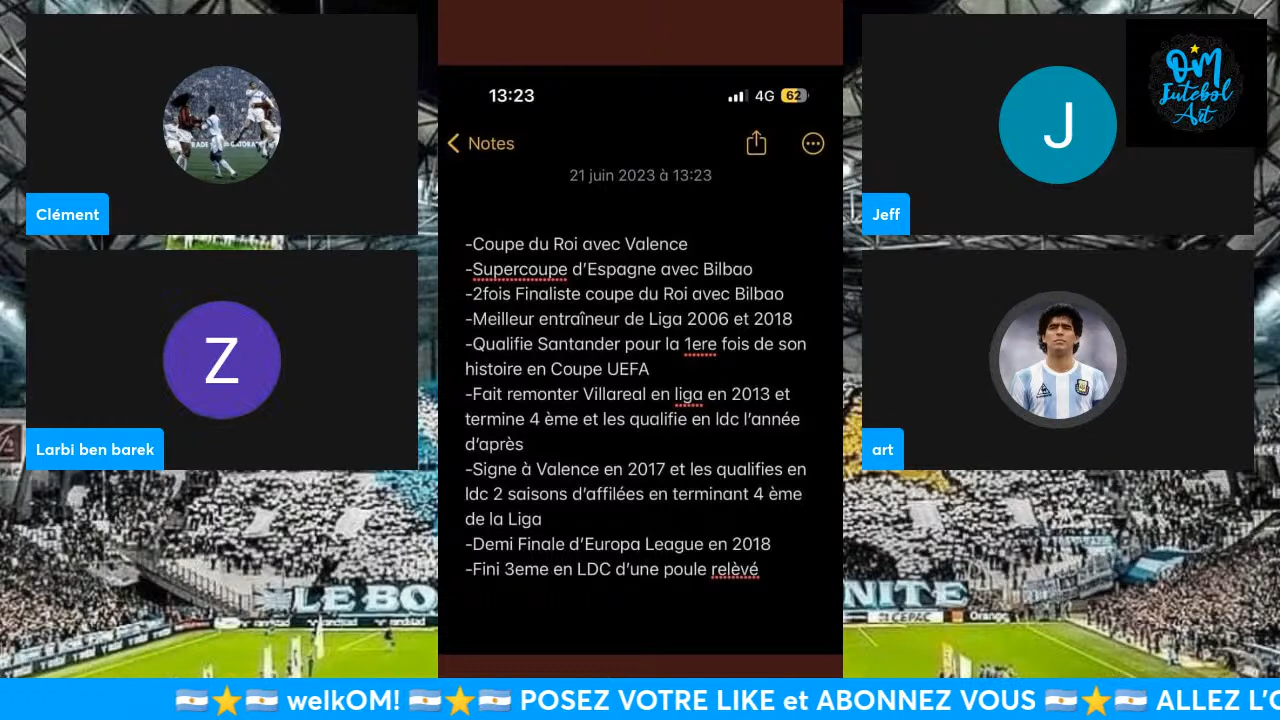 13:23
4G
62
Notes
21 juin 2023 à 13:23
-Coupe du Roi avec Valence
-Supercoupe d'Espagne avec Bilbao
-2fois Finaliste coupe du Roi avec Bilbao
-Meilleur entraîneur de Liga 2006 et 2018
-Qualifie Santander pour la 1ere fois de son
histoire en Coupe UEFA
-Fait remonter Villareal en liga en 2013 et
termine 4 ème et les qualifie en ldc l'année
d'après
-Signe à Valence en 2017 et les qualifies en
ldc 2 saisons d'affilées en terminant 4 ème
de la Liga
-Demi Finale d'Europa League en 2018
-Fini 3eme en LDC d'une poule relèvé
Clément
Z
Larbi ben barek
J
Jeff
art
OM
Futebol
Art
LE BO
NITE
CEPAC
Orange
welkOM! POSEZ VOTRE LIKE et ABONNEZ VOUS ALLEZ L'O